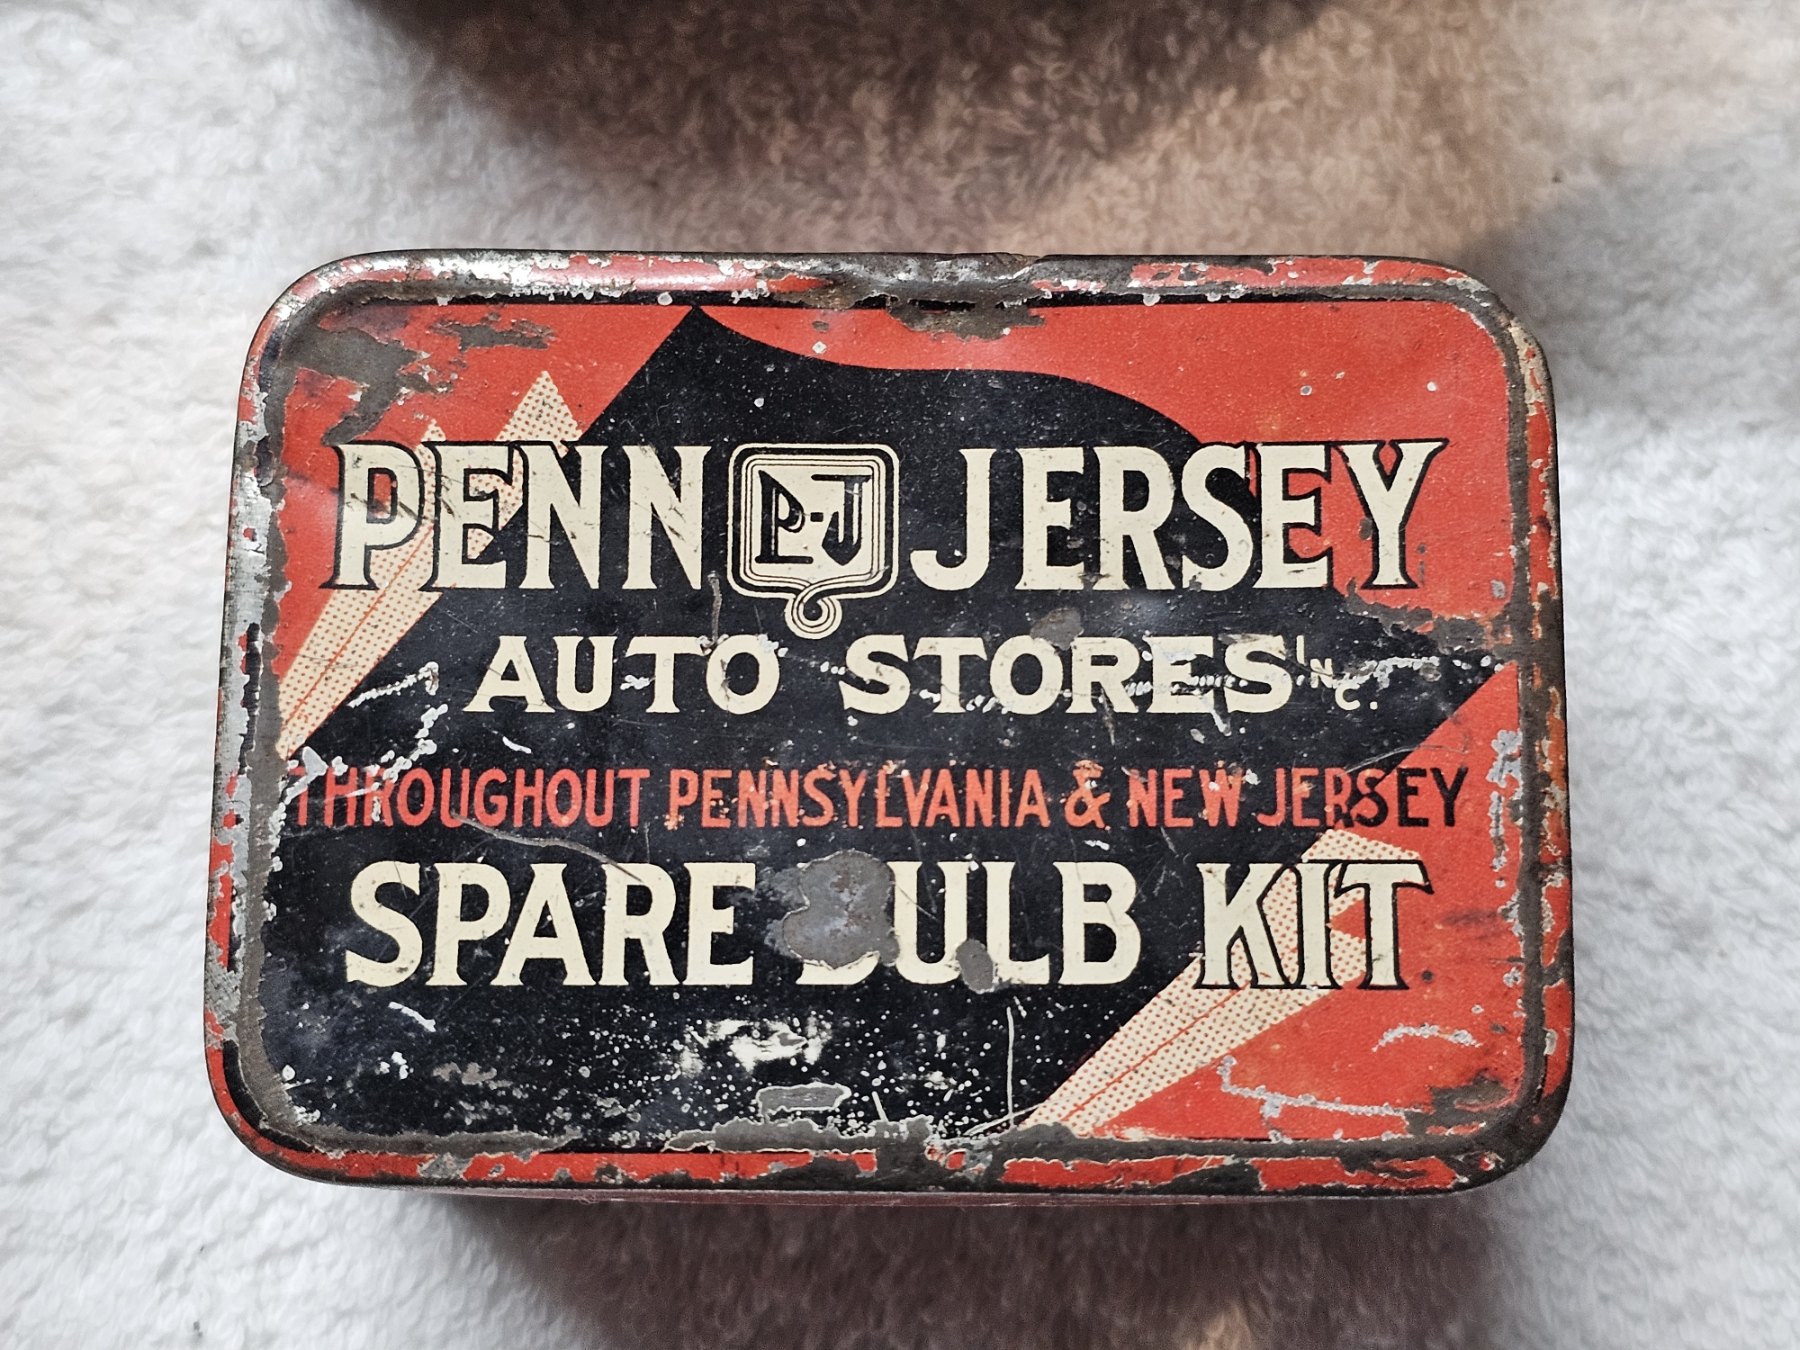 PENN P-J JERSEY
AUTO STORES INC.
THROUGHOUT PENNSYLVANIA & NEW JERSEY
SPARE BULB KIT